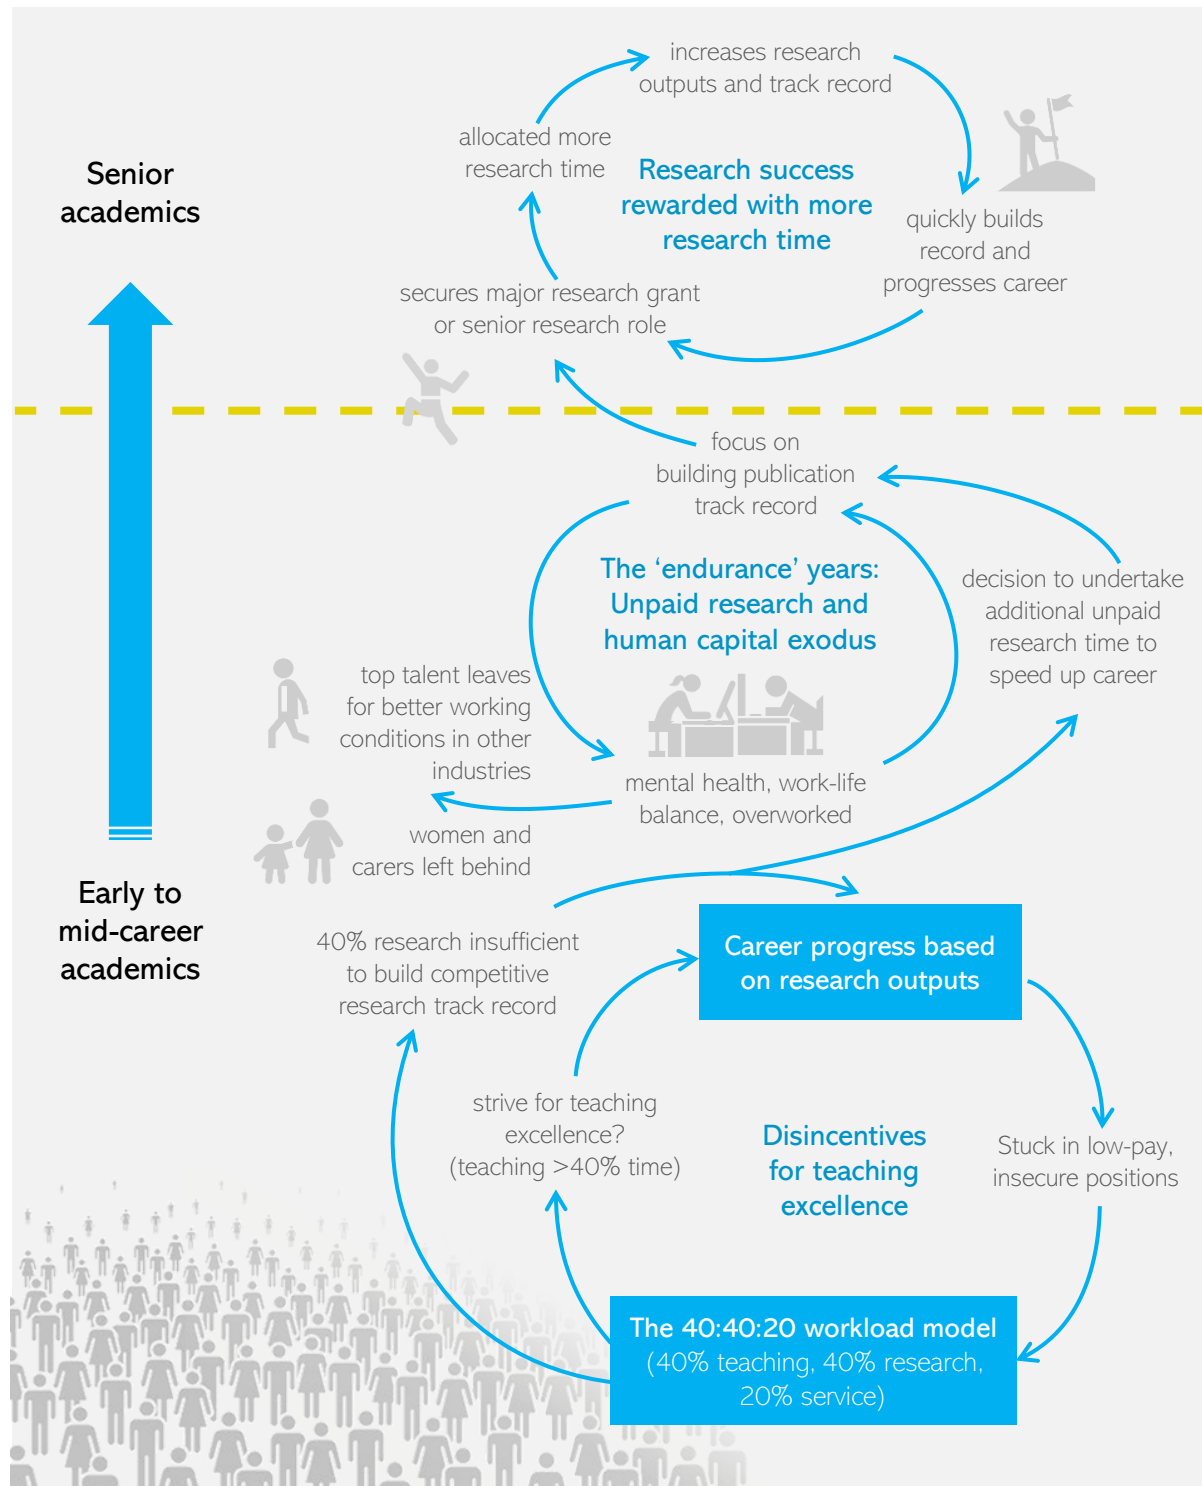 increases research
outputs and track record
allocated more
research time
Senior
academics
Research success
rewarded with more
research time
quickly builds
record and
progresses career
secures major research grant
or senior research role
focus on
building publication
track record
The ‘endurance’ years:
Unpaid research and
human capital exodus
decision to undertake
additional unpaid
research time to
speed up career
top talent leaves
for better working
conditions in other
industries
mental health, work-life
balance, overworked
women and
carers left behind
Early to
mid-career
academics
40% research insufficient
to build competitive
research track record
Career progress based
on research outputs
strive for teaching
excellence?
(teaching >40% time)
Disincentives
for teaching
excellence
Stuck in low-pay,
insecure positions
The 40:40:20 workload model
(40% teaching, 40% research,
20% service)